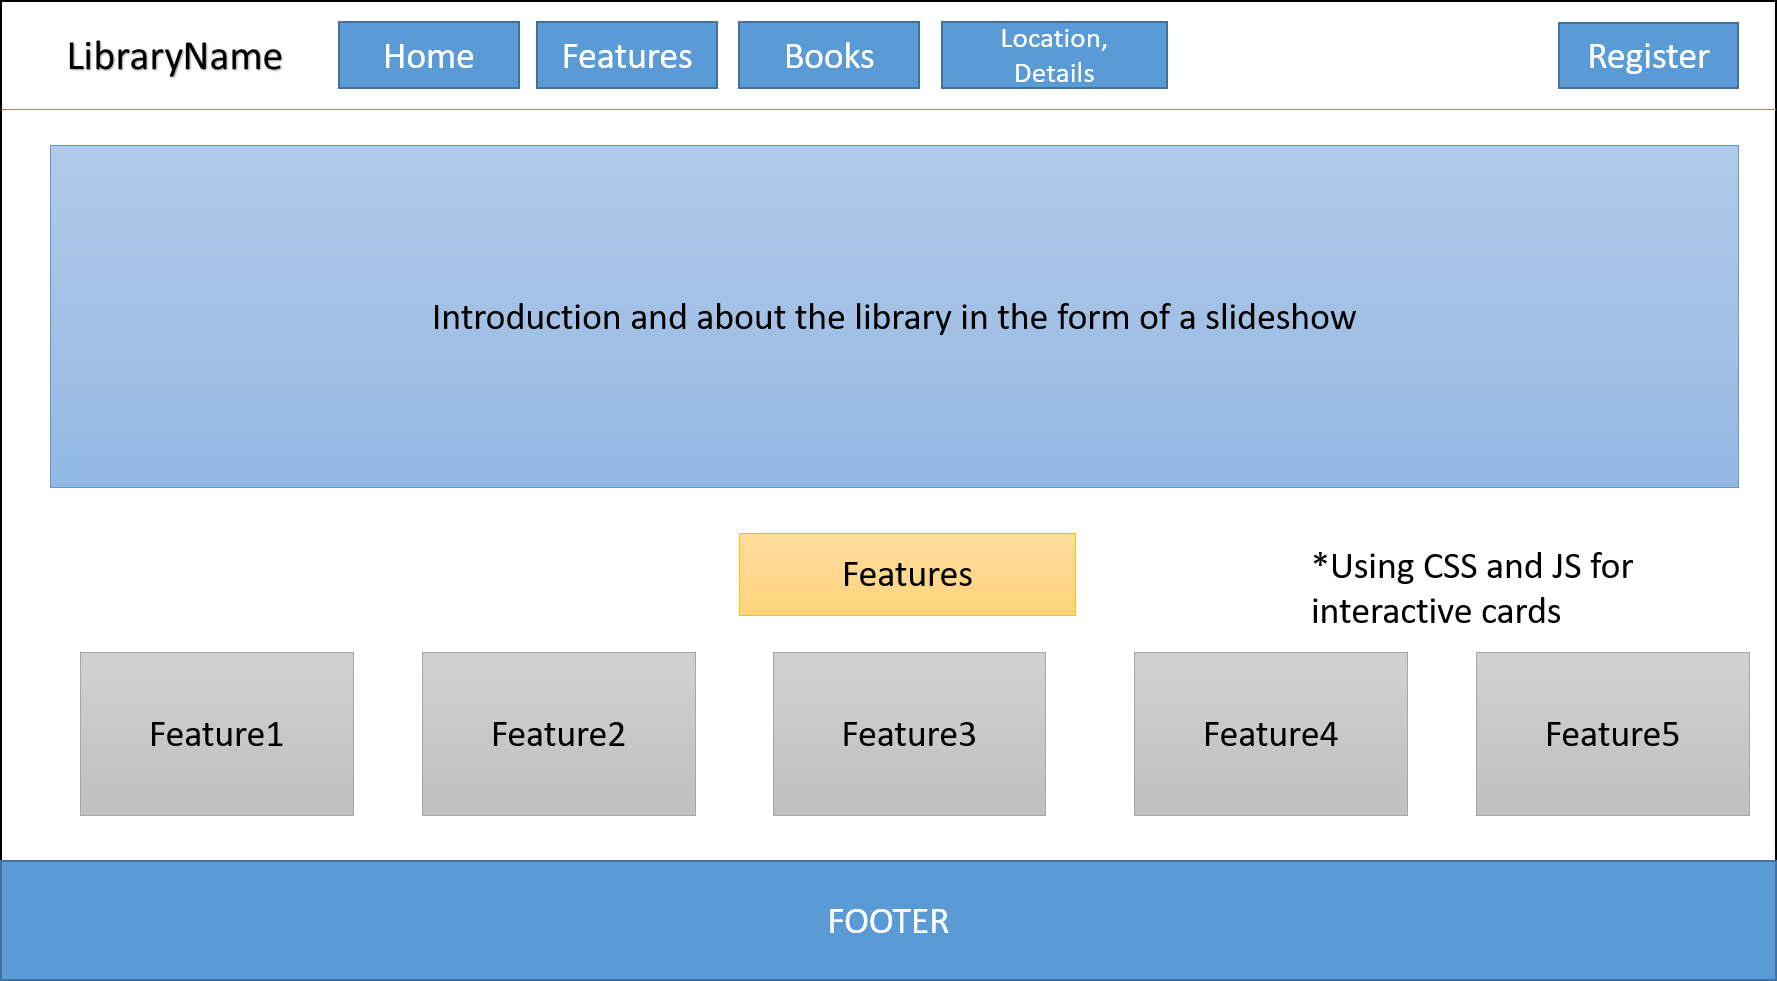 LibraryName
Home
Features
Books
Location,
Details
Register
Introduction and about the library in the form of a slideshow
Features
*Using CSS and JS for
interactive cards
Feature1
Feature2
Feature3
Feature4
Feature5
FOOTER